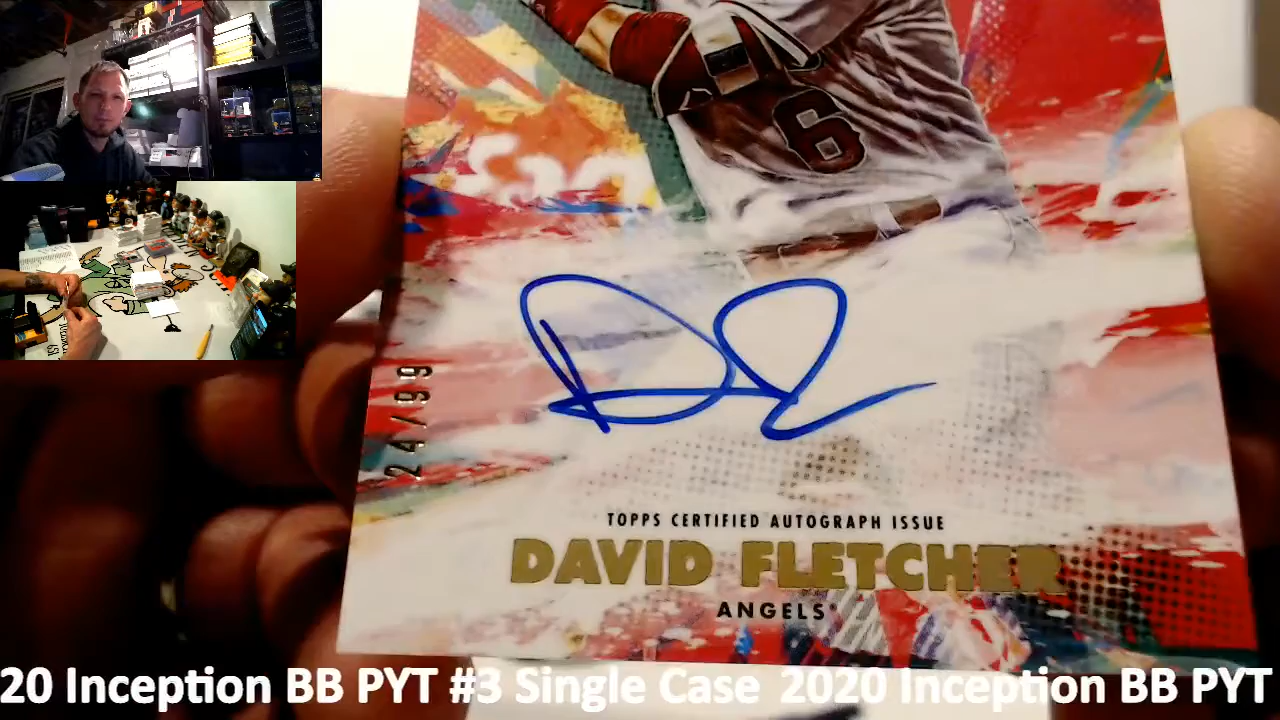 6
24/99
TOPPS CERTIFIED AUTOGRAPH ISSUE
DAVID FLETCHER
ANGELS
20 Inception BB PYT #3 Single Case 2020 Inception BB PYT